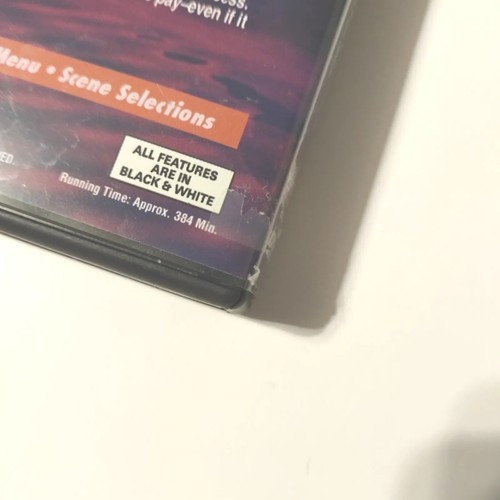 pay–even if it
Menu • Scene Selections
ALL FEATURES
ARE IN
BLACK & WHITE
Running Time: Approx. 384 Min.